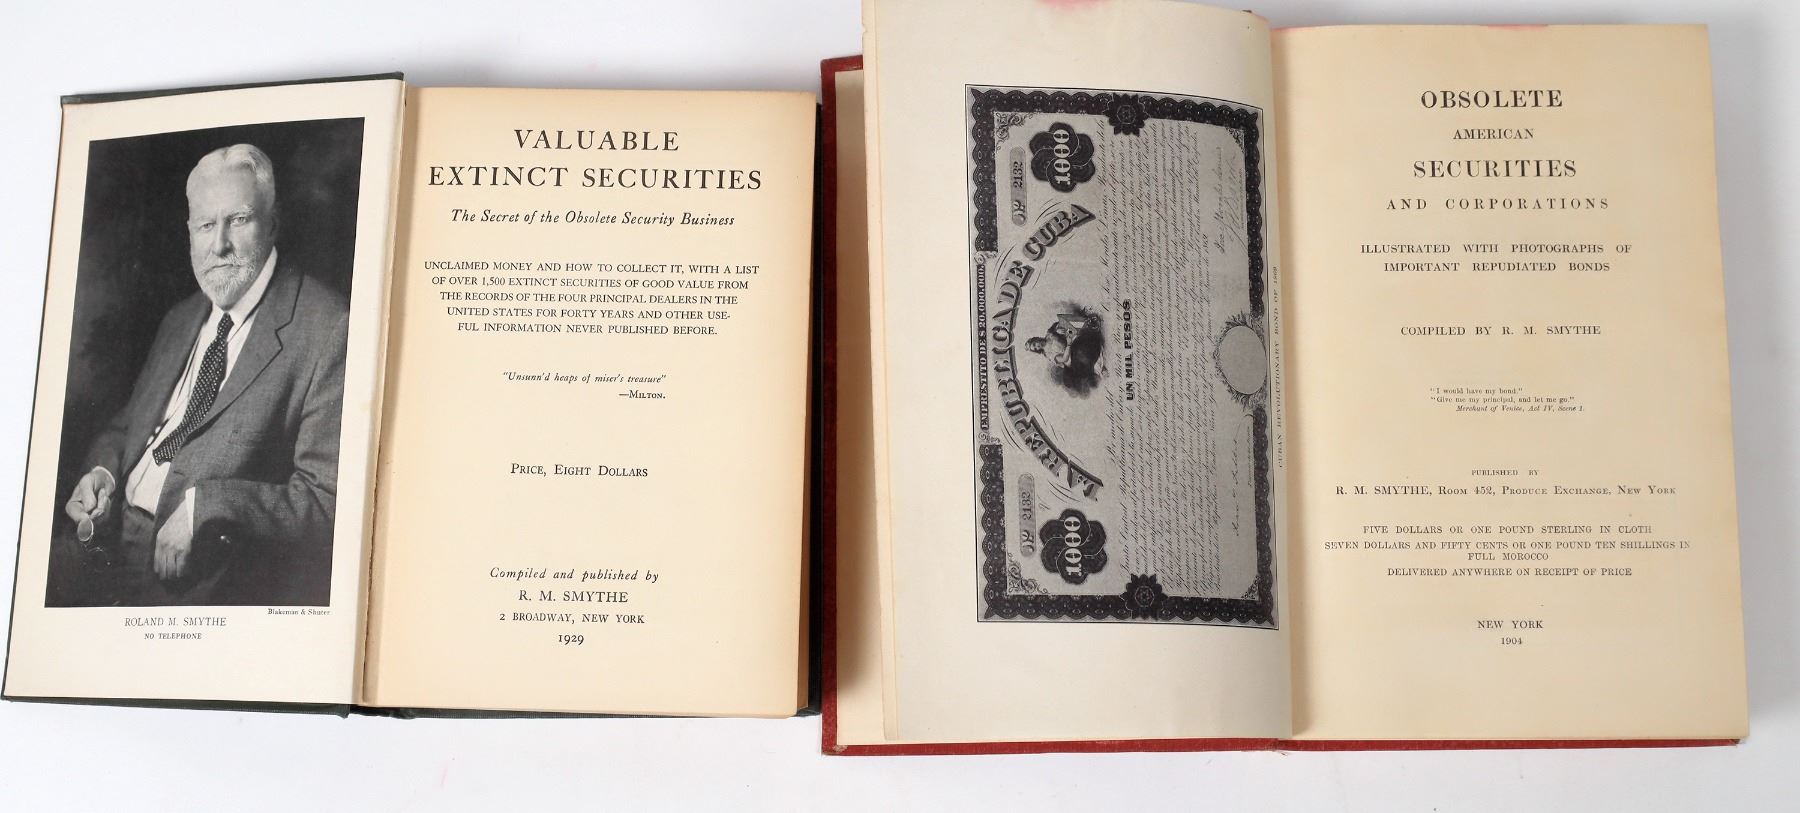 Blakeman & Shuter
ROLAND M. SMYTHE
NO TELEPHONE
VALUABLE
EXTINCT SECURITIES
The Secret of the Obsolete Security Business
UNCLAIMED MONEY AND HOW TO COLLECT IT, WITH A LIST
OF OVER 1,500 EXTINCT SECURITIES OF GOOD VALUE FROM
THE RECORDS OF THE FOUR PRINCIPAL DEALERS IN THE
UNITED STATES FOR FORTY YEARS AND OTHER USE-
FUL INFORMATION NEVER PUBLISHED BEFORE.
"Unsunn'd heaps of miser's treasure"
—MILTON.
PRICE, EIGHT DOLLARS
Compiled and published by
R. M. SMYTHE
2 BROADWAY, NEW YORK
1929
EMPRESTITO DE $ 20.000.000.
1000
2132
LA REPUBLICA DE CUBA
2132
1000
UN MIL PESOS
CUBAN REVOLUTIONARY BOND OF 1869
OBSOLETE
AMERICAN
SECURITIES
AND CORPORATIONS
ILLUSTRATED WITH PHOTOGRAPHS OF
IMPORTANT REPUDIATED BONDS
COMPILED BY R. M. SMYTHE
"I would have my bond."
"Give me my principal, and let me go."
Merchant of Venice, Act IV, Scene 1.
PUBLISHED BY
R. M. SMYTHE, ROOM 452, PRODUCE EXCHANGE, NEW YORK
FIVE DOLLARS OR ONE POUND STERLING IN CLOTH
SEVEN DOLLARS AND FIFTY CENTS OR ONE POUND TEN SHILLINGS IN
FULL MOROCCO
DELIVERED ANYWHERE ON RECEIPT OF PRICE
NEW YORK
1904